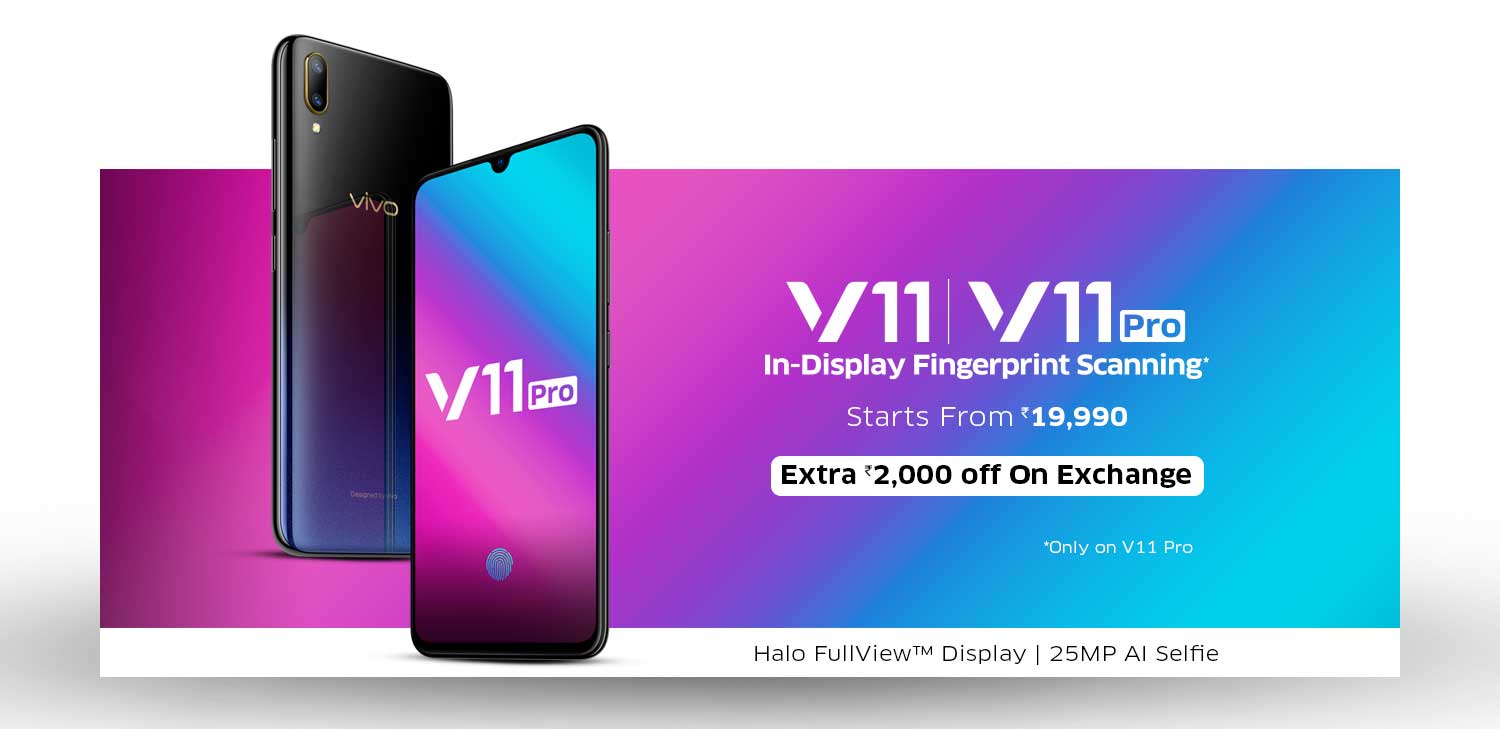 vivo
Designed by vivo
V11 Pro
V11 | V11 Pro
In-Display Fingerprint Scanning*
Starts From ₹19,990
Extra ₹2,000 off On Exchange
*Only on V11 Pro
Halo FullView™ Display | 25MP AI Selfie